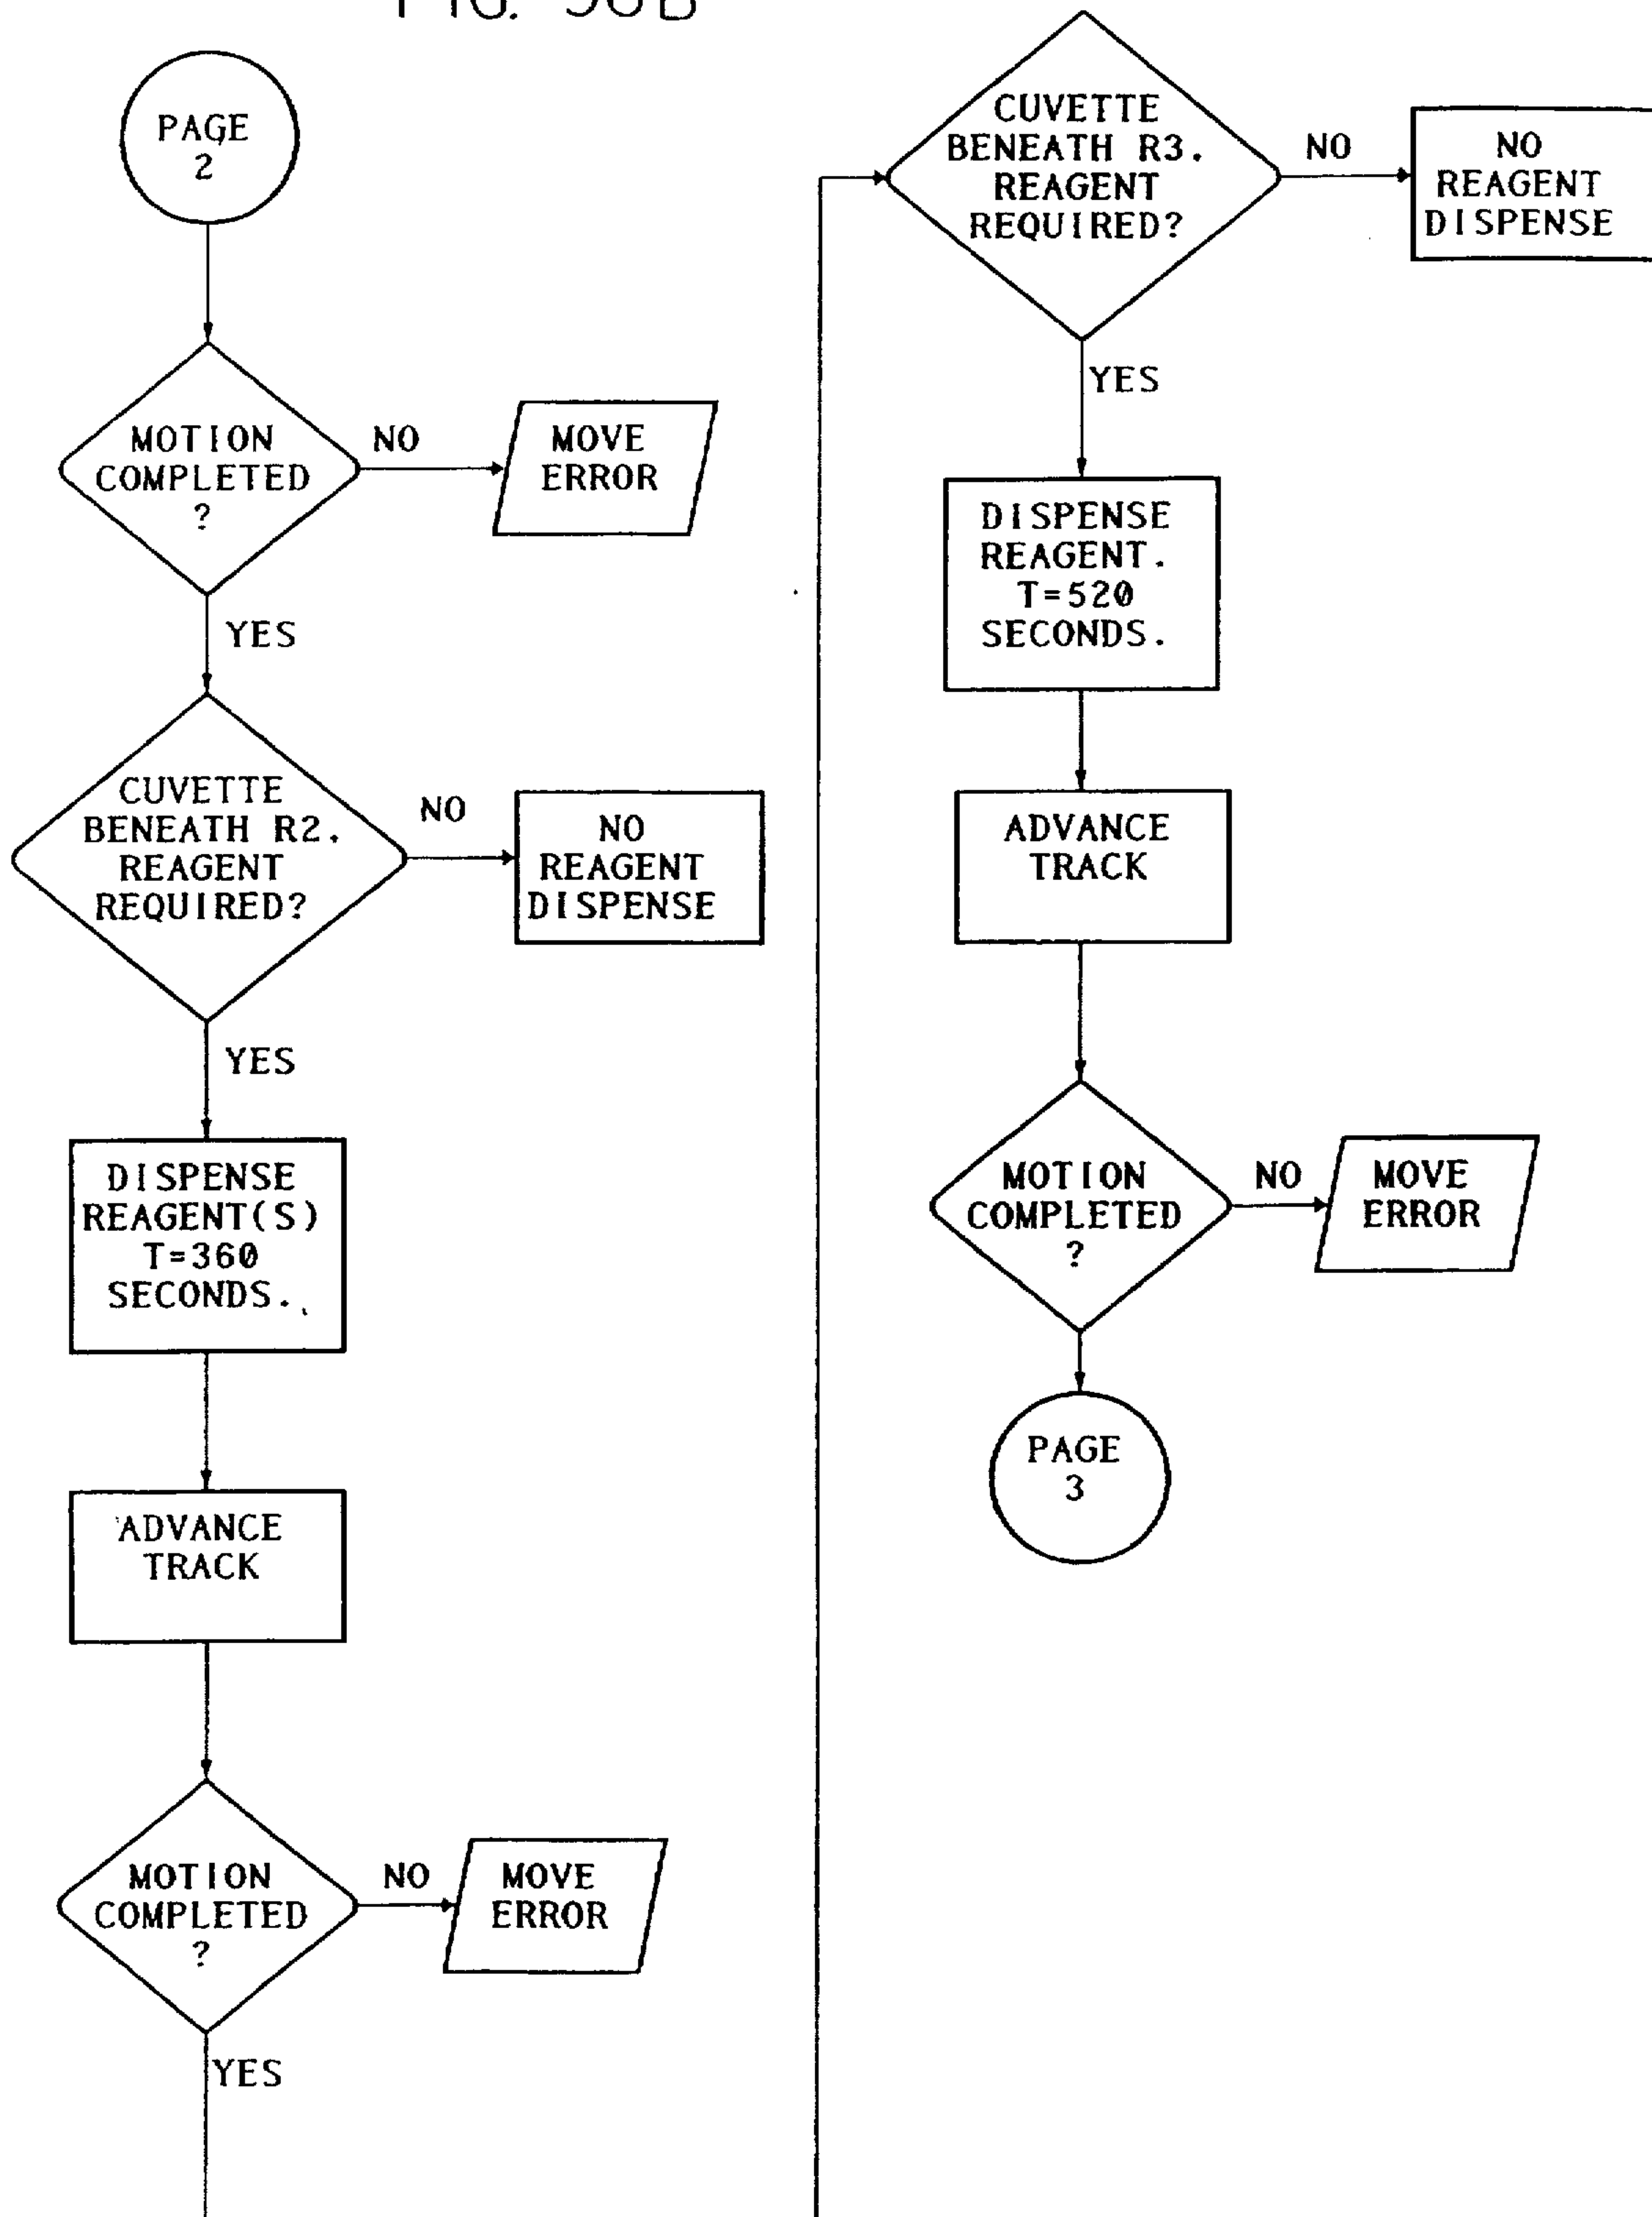 PAGE
2
MOTION
COMPLETED
?
NO
MOVE
ERROR
YES
CUVETTE
BENEATH R2.
REAGENT
REQUIRED?
NO
NO
REAGENT
DISPENSE
YES
DISPENSE
REAGENT(S)
T=360
SECONDS.
ADVANCE
TRACK
MOTION
COMPLETED
?
NO
MOVE
ERROR
YES
CUVETTE
BENEATH R3.
REAGENT
REQUIRED?
NO
NO
REAGENT
DISPENSE
YES
DISPENSE
REAGENT.
T=520
SECONDS.
ADVANCE
TRACK
MOTION
COMPLETED
?
NO
MOVE
ERROR
PAGE
3